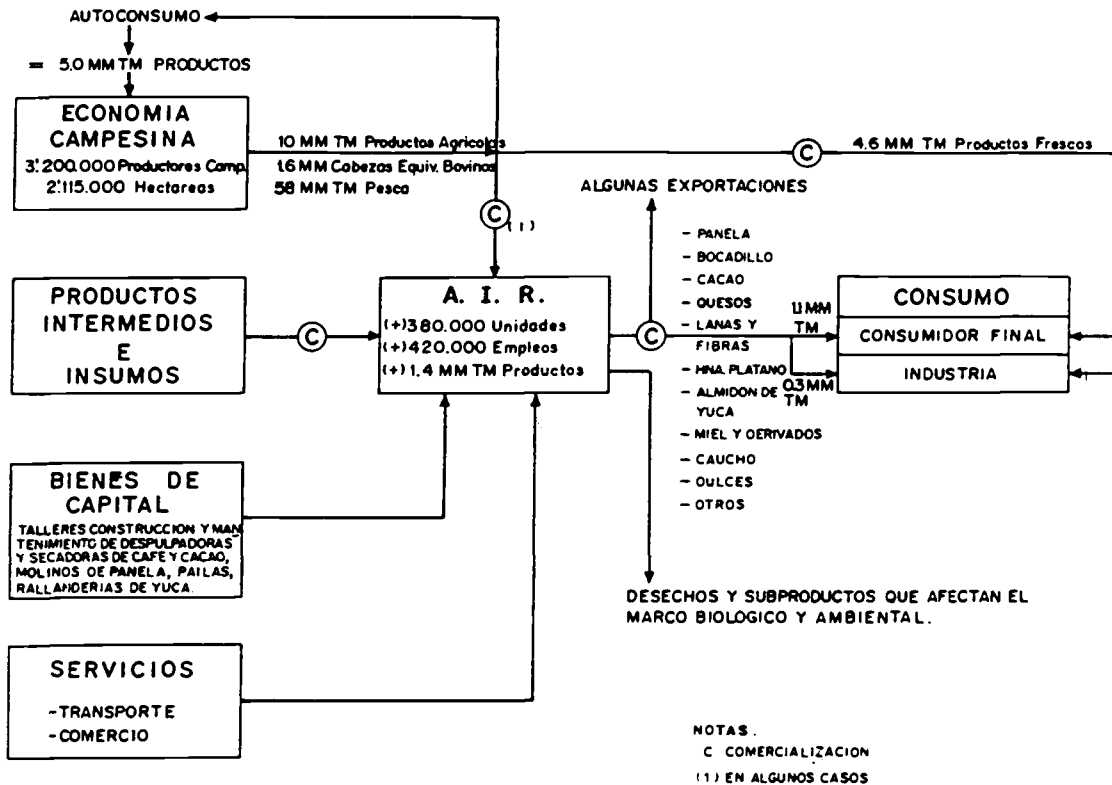 AUTOCONSUMO
= 5.0 MM TM PRODUCTOS
ECONOMIA
CAMPESINA
3'.200.000 Productores Camp.
2'.115.000 Hectareas
10 MM TM Productos Agricolas
1.6 MM Cabezas Equiv. Bovinos
58 MM TM Pesca
C
4.6 MM TM Productos Frescos
C
(1)
ALGUNAS EXPORTACIONES
PRODUCTOS
INTERMEDIOS
E
INSUMOS
C
A. I. R.
(+)380.000 Unidades
(+)420.000 Empleos
(+)1.4 MM TM Productos
C
- PANELA
- BOCADILLO
- CACAO
- QUESOS
- LANAS Y
FIBRAS
- HNA. PLATANO
- ALMIDON DE
YUCA
- MIEL Y DERIVADOS
- CAUCHO
- DULCES
- OTROS
1.1 MM
TM
0.3 MM
TM
CONSUMO
CONSUMIDOR FINAL
INDUSTRIA
BIENES DE
CAPITAL
TALLERES CONSTRUCCION Y MAN
TENIMIENTO DE DESPULPADORAS
Y SECADORAS DE CAFE Y CACAO,
MOLINOS DE PANELA, PAILAS,
RALLANDERIAS DE YUCA.
DESECHOS Y SUBPRODUCTOS QUE AFECTAN EL
MARCO BIOLOGICO Y AMBIENTAL.
SERVICIOS
-TRANSPORTE
-COMERCIO
NOTAS.
C COMERCIALIZACION
(1) EN ALGUNOS CASOS